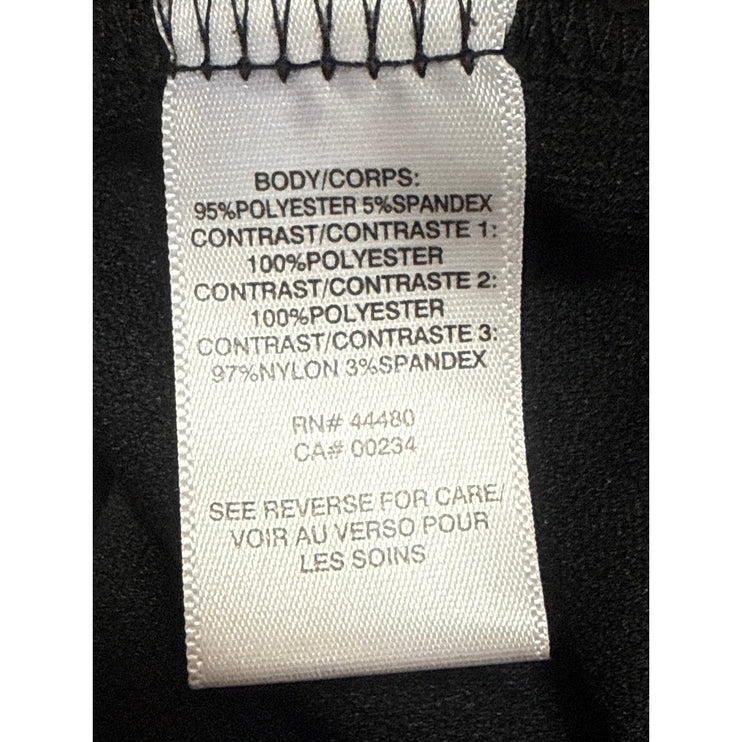 BODY/CORPS:
95%POLYESTER 5%SPANDEX
CONTRAST/CONTRASTE 1:
100%POLYESTER
CONTRAST/CONTRASTE 2:
100%POLYESTER
CONTRAST/CONTRASTE 3:
97%NYLON 3%SPANDEX
RN# 44480
CA# 00234
SEE REVERSE FOR CARE/
VOIR AU VERSO POUR
LES SOINS